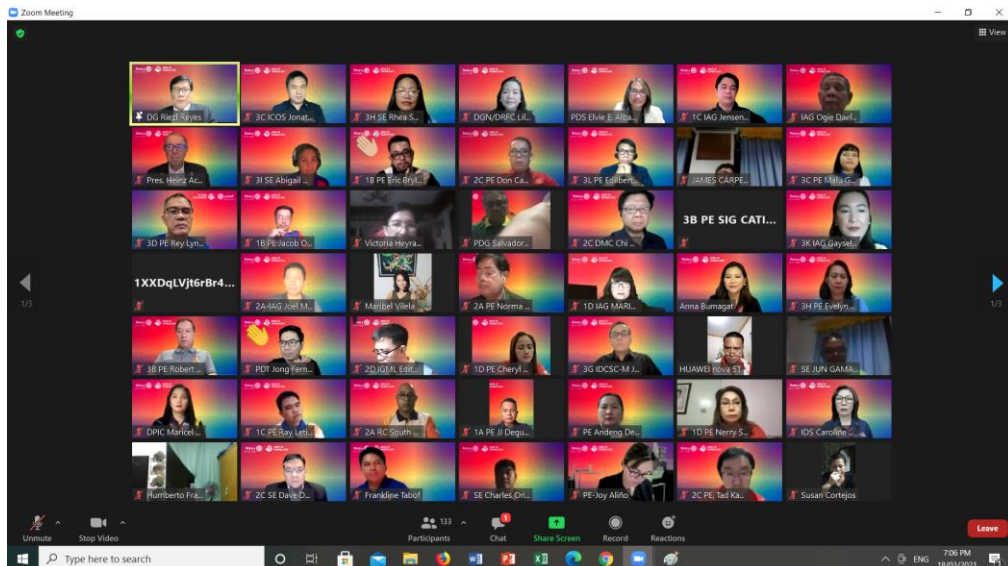 Zoom Meeting
View
DG Riezl Reyes
3C ICOS Jonat...
3H SE Rhea S...
DGN/DRFC Lil...
PDS Elvie E. Alba...
1C IAG Jensen...
IAG Ogie Dael...
Pres. Heinz Ac...
3I SE Abigail ...
1B PE Eric Bryl...
2C PE Don Ca...
3L PE Edilbert...
JAMES CARPE...
3C PE Malu G...
3D PE Rey Lyn...
1B PE Jacob O...
Victoria Heyra...
PDG Salvador...
2C DMC Chi ...
3B PE SIG CATI...
3K IAG Gaysel...
1XXDqLVjt6rBr4...
2A-IAG Joel M...
Maribel Vilela
2A PE Norma ...
1D IAG MARI...
Anna Bumagat
3H PE Evelyn ...
1/3
1/3
3B PE Robert ...
PDT Jong Fern...
2D IGML Edit...
1D PE Cheryl ...
3G IDCSC-M J...
HUAWEI nova 5T
SE JUN GAMA...
DPIC Maricel...
1C PE Ray Leti...
2A RC South ...
1A PE JJ Dequ...
PE Andeng De...
1D PE Nerry S...
IDS Caroline ...
Humberto Fra...
2C SE Dave D...
Frankline Tabof
SE Charles On...
PE-Joy Aliño
2C PE, Tad Ka...
Susan Cortejos
133
1
Unmute
Stop Video
Participants
Chat
Share Screen
Record
Reactions
Leave
Type here to search
ENG
7:06 PM
18/03/2021